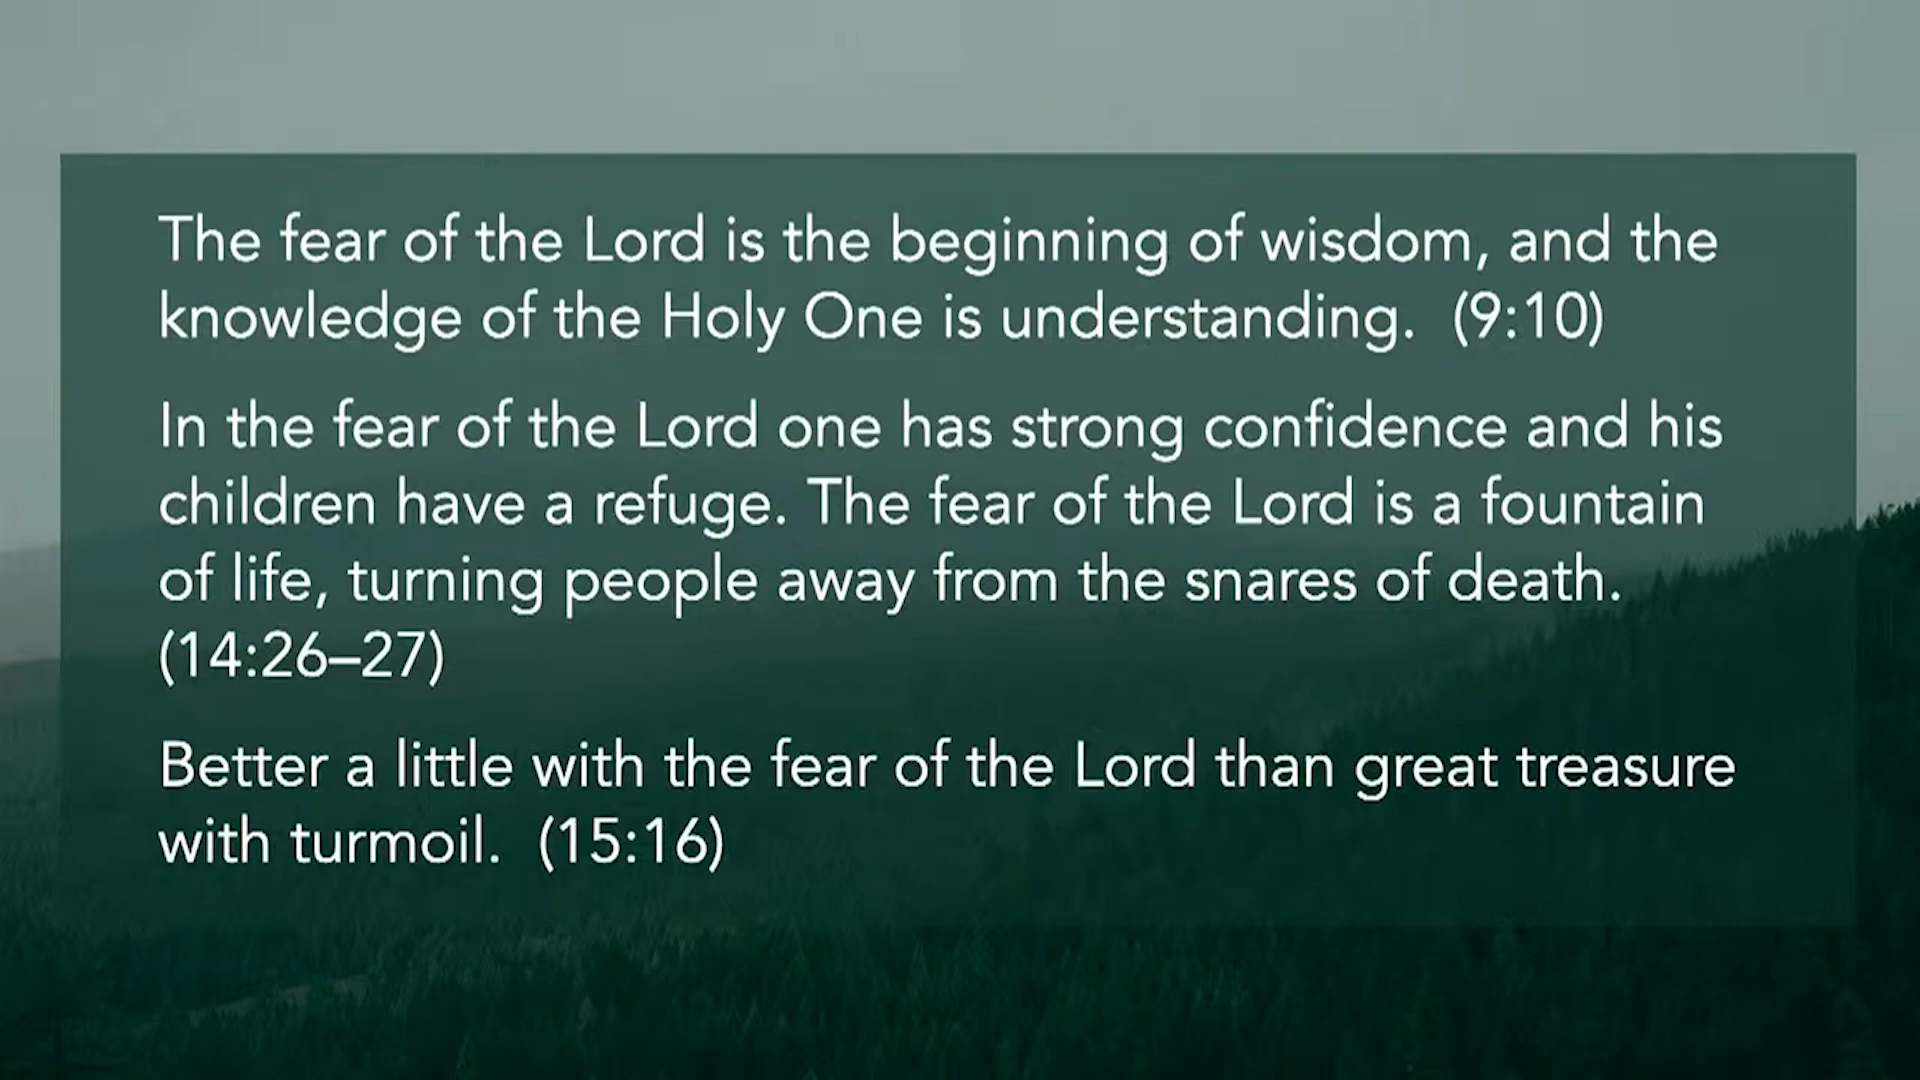 The fear of the Lord is the beginning of wisdom, and the
knowledge of the Holy One is understanding.  (9:10)
In the fear of the Lord one has strong confidence and his
children have a refuge. The fear of the Lord is a fountain
of life, turning people away from the snares of death.
(14:26–27)
Better a little with the fear of the Lord than great treasure
with turmoil.  (15:16)